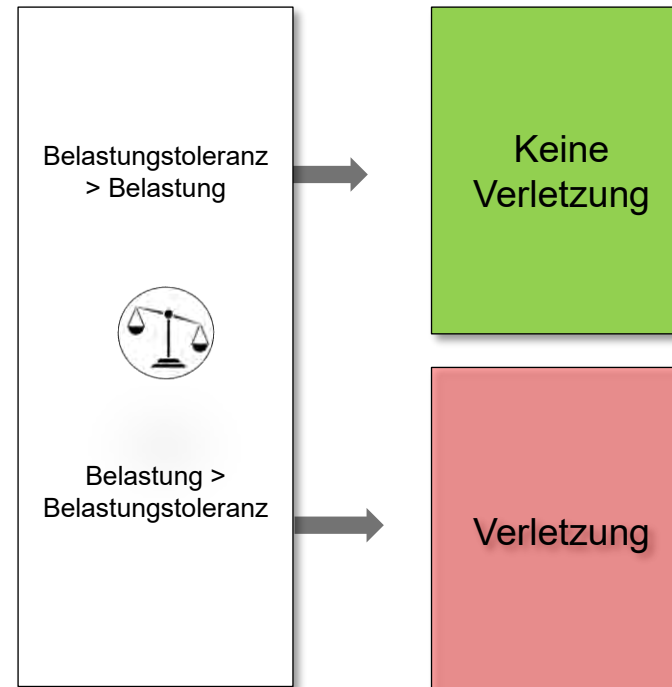 Belastungstoleranz
> Belastung
Keine
Verletzung
Belastung >
Belastungstoleranz
Verletzung